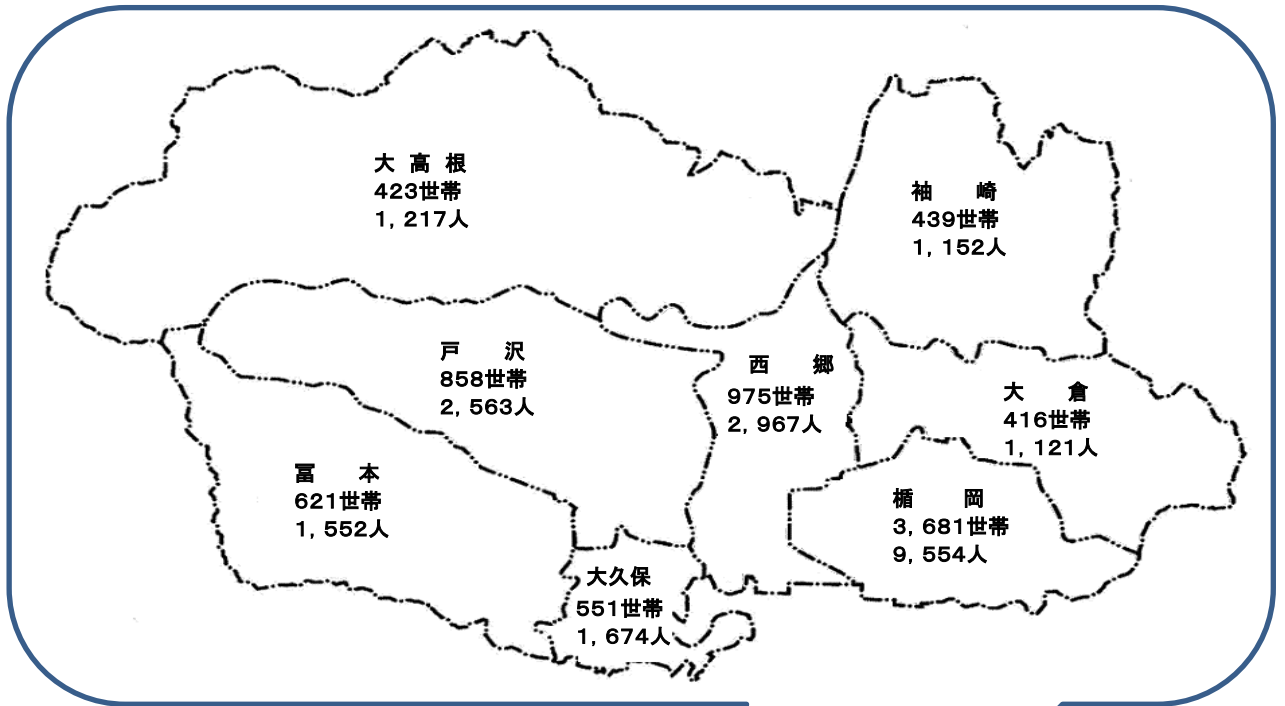 大高根
423世帯
1,217人
袖崎
439世帯
1,152人
戸沢
858世帯
2,563人
西郷
975世帯
2,967人
大倉
416世帯
1,121人
冨本
621世帯
1,552人
楯岡
3,681世帯
9,554人
大久保
551世帯
1,674人